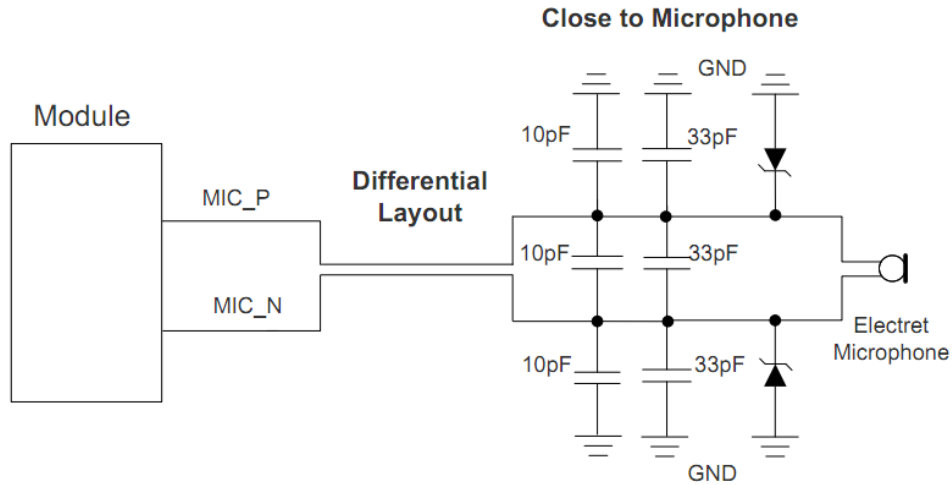 Close to Microphone
GND
Module
10pF
33pF
Differential
Layout
MIC_P
10pF
33pF
MIC_N
Electret
Microphone
10pF
33pF
GND